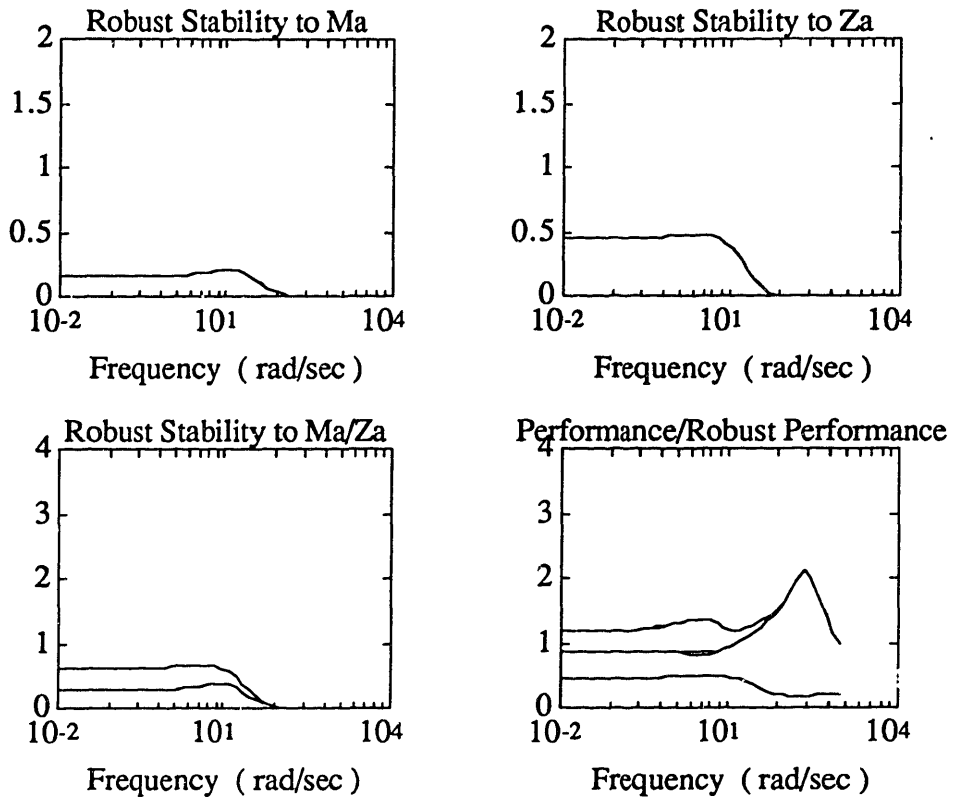 Robust Stability to Ma
2
1.5
1
0.5
0
10-2 101 104
Frequency ( rad/sec )
Robust Stability to Za
2
1.5
1
0.5
0
10-2 101 104
Frequency ( rad/sec )
Robust Stability to Ma/Za
4
3
2
1
0
10-2 101 104
Frequency ( rad/sec )
Performance/Robust Performance
4
3
2
1
0
10-2 101 104
Frequency ( rad/sec )